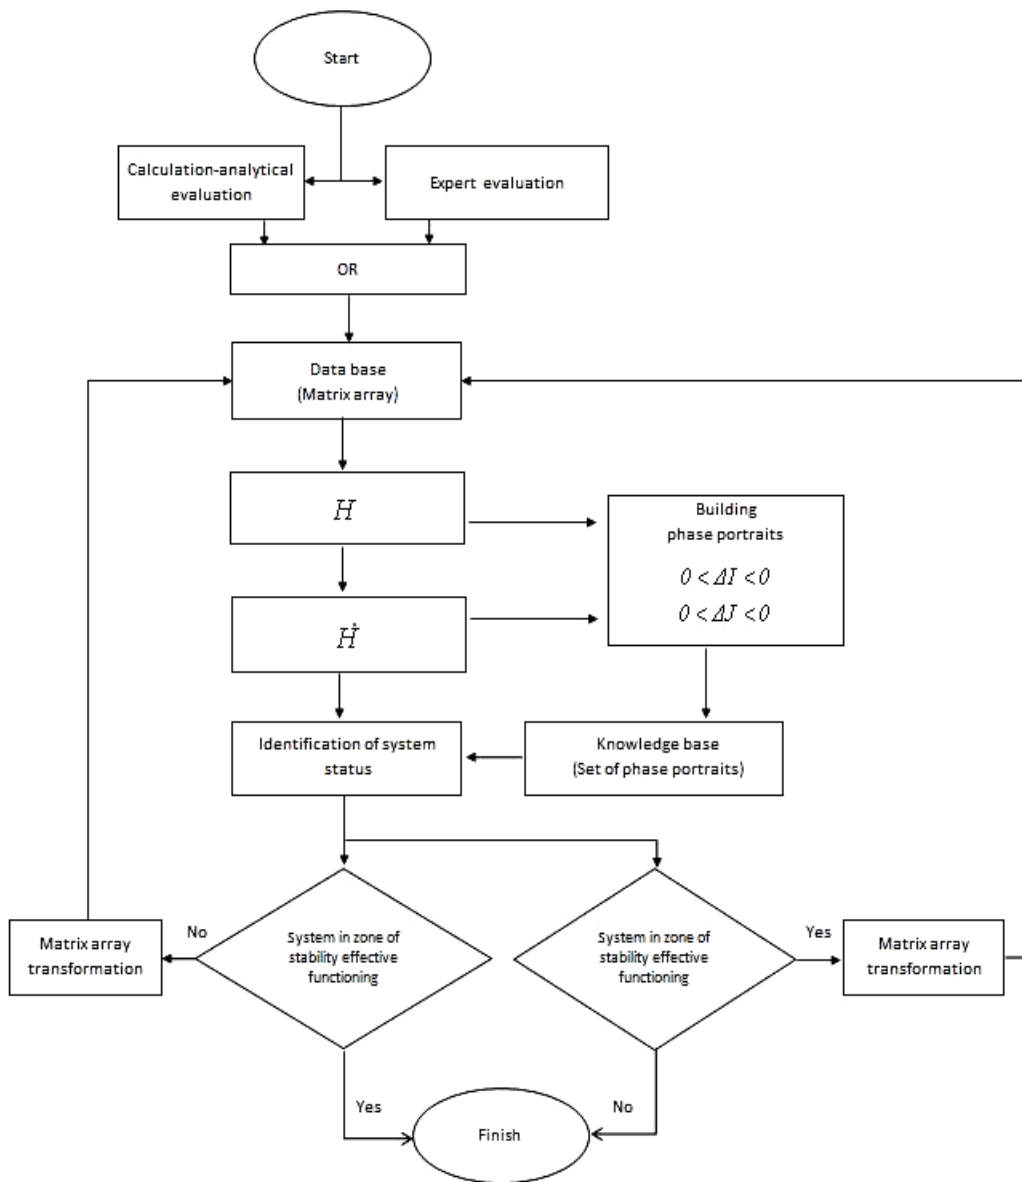 Start
Calculation-analytical
evaluation
Expert evaluation
OR
Data base
(Matrix array)
H
Building
phase portraits
0 < ΔI < 0
0 < ΔJ < 0
Ḣ
Identification of system
status
Knowledge base
(Set of phase portraits)
No
Matrix array
transformation
System in zone of
stability effective
functioning
System in zone of
stability effective
functioning
Yes
Matrix array
transformation
Yes
No
Finish